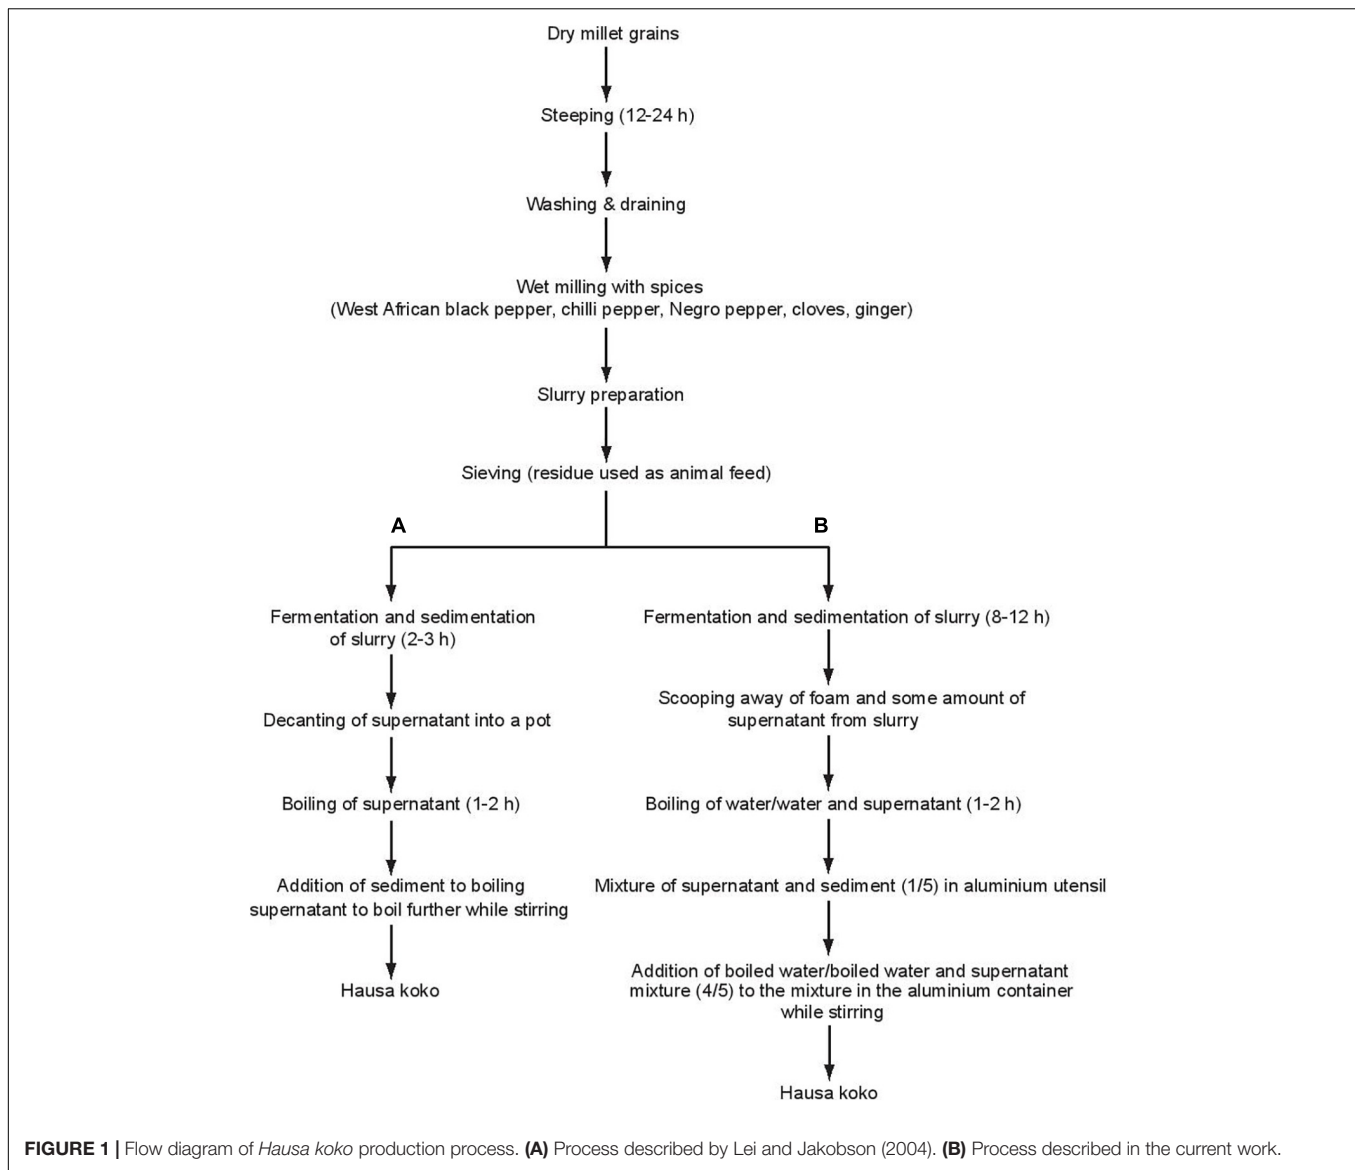 Dry millet grains
Steeping (12-24 h)
Washing & draining
Wet milling with spices
(West African black pepper, chilli pepper, Negro pepper, cloves, ginger)
Slurry preparation
Sieving (residue used as animal feed)
A
B
Fermentation and sedimentation
of slurry (2-3 h)
Decanting of supernatant into a pot
Boiling of supernatant (1-2 h)
Addition of sediment to boiling
supernatant to boil further while stirring
Hausa koko
Fermentation and sedimentation of slurry (8-12 h)
Scooping away of foam and some amount of
supernatant from slurry
Boiling of water/water and supernatant (1-2 h)
Mixture of supernatant and sediment (1/5) in aluminium utensil
Addition of boiled water/boiled water and supernatant
mixture (4/5) to the mixture in the aluminium container
while stirring
Hausa koko
FIGURE 1 | Flow diagram of Hausa koko production process. (A) Process described by Lei and Jakobson (2004). (B) Process described in the current work.